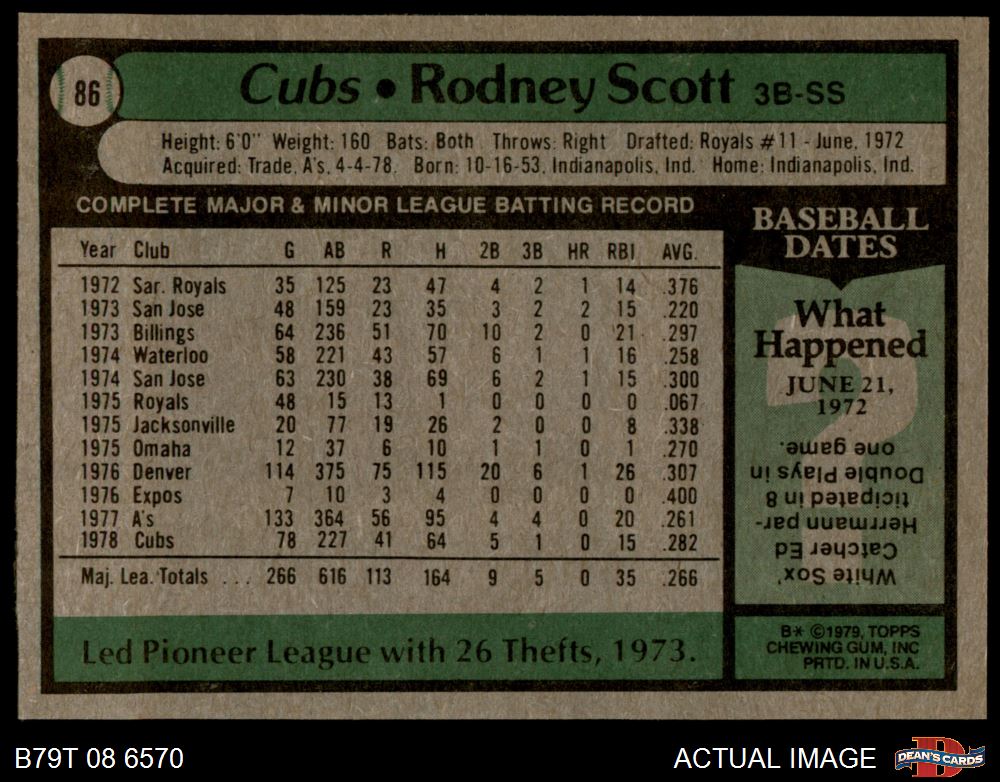 86
Cubs • Rodney Scott 3B-SS
Height: 6'0" Weight: 160 Bats: Both Throws: Right Drafted: Royals #11 - June, 1972
Acquired: Trade, A's, 4-4-78. Born: 10-16-53, Indianapolis, Ind. Home: Indianapolis, Ind.
COMPLETE MAJOR & MINOR LEAGUE BATTING RECORD
Year Club G AB R H 2B 3B HR RBI AVG.
1972 Sar. Royals 35 125 23 47 4 2 1 14 .376
1973 San Jose 48 159 23 35 3 2 2 15 .220
1973 Billings 64 236 51 70 10 2 0 21 .297
1974 Waterloo 58 221 43 57 6 1 1 16 .258
1974 San Jose 63 230 38 69 6 2 1 15 .300
1975 Royals 48 15 13 1 0 0 0 0 .067
1975 Jacksonville 20 77 19 26 2 0 0 8 .338
1975 Omaha 12 37 6 10 1 1 0 1 .270
1976 Denver 114 375 75 115 20 6 1 26 .307
1976 Expos 7 10 3 4 0 0 0 0 .400
1977 A's 133 364 56 95 4 4 0 20 .261
1978 Cubs 78 227 41 64 5 1 0 15 .282
Maj. Lea. Totals ... 266 616 113 164 9 5 0 35 .266
Led Pioneer League with 26 Thefts, 1973.
BASEBALL
DATES
What
Happened
JUNE 21,
1972
White Sox'
Catcher Ed
Herrmann par-
ticipated in 8
Double Plays in
one game.
B* ©1979, TOPPS
CHEWING GUM, INC
PRTD. IN U.S.A.
B79T 08 6570
ACTUAL IMAGE
D
DEAN'S CARDS